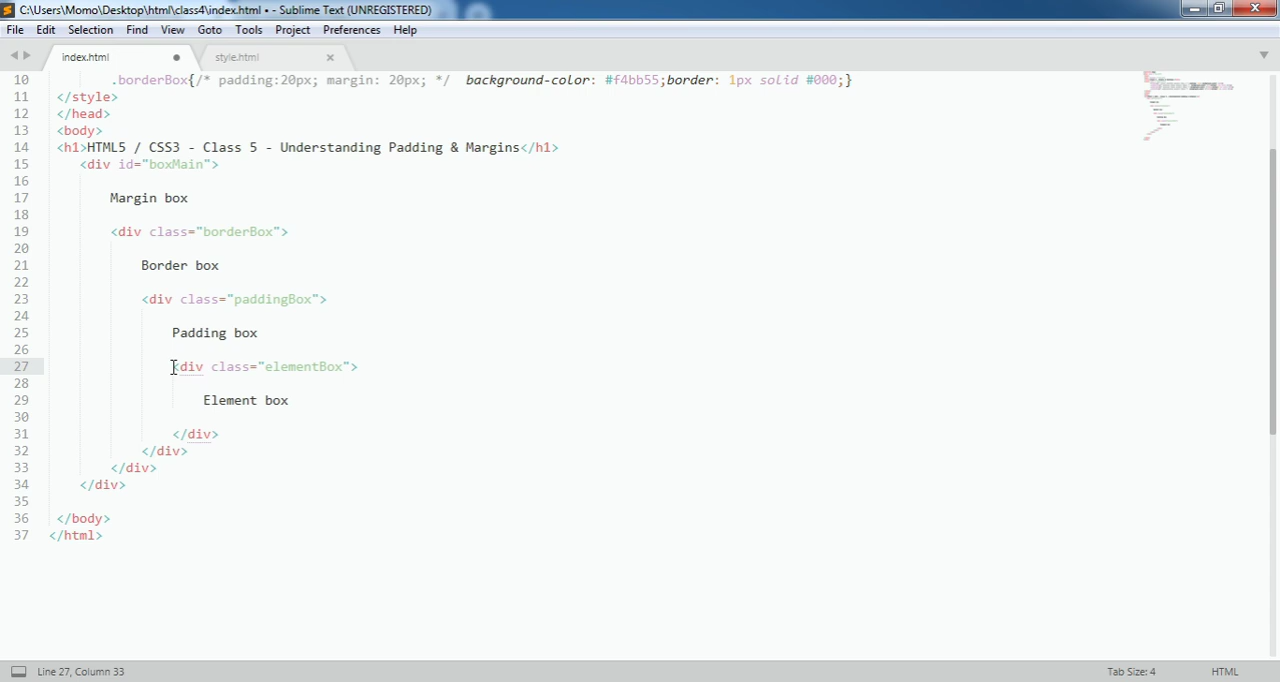 C:\Users\Momo\Desktop\html\class4\index.html • - Sublime Text (UNREGISTERED)
File Edit Selection Find View Goto Tools Project Preferences Help
index.html style.html
10 .borderBox{/* padding:20px; margin: 20px; */ background-color: #f4bb55;border: 1px solid #000;}
11 </style>
12 </head>
13 <body>
14 <h1>HTML5 / CSS3 - Class 5 - Understanding Padding & Margins</h1>
15 <div id="boxMain">
16
17 Margin box
18
19 <div class="borderBox">
20
21 Border box
22
23 <div class="paddingBox">
24
25 Padding box
26
27 <div class="elementBox">
28
29 Element box
30
31 </div>
32 </div>
33 </div>
34 </div>
35
36 </body>
37 </html>
Line 27, Column 33 Tab Size: 4 HTML